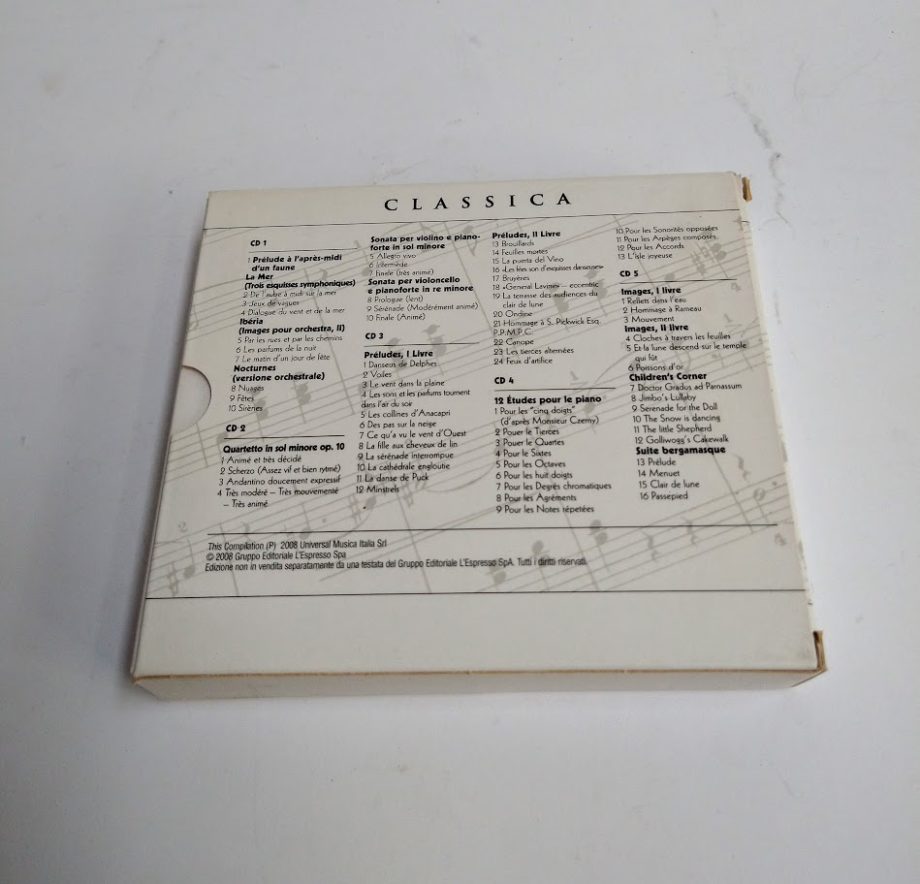 CLASSICA
CD 1
1 Prélude à l'après-midi
d'un faune
La Mer
(Trois esquisses symphoniques)
2 De l'aube à midi sur la mer
3 Jeux de vagues
4 Dialogue du vent et de la mer
Ibéria
(Images pour orchestra, II)
5 Par les rues et par les chemins
6 Les parfums de la nuit
7 Le matin d'un jour de fête
Nocturnes
(versione orchestrale)
8 Nuages
9 Fêtes
10 Sirènes
CD 2
Quartetto in sol minore op. 10
1 Animé et très décidé
2 Scherzo (Assez vif et bien rytmé)
3 Andantino doucement expressif
4 Très modéré – Très mouvementé
– Très animé
Sonata per violino e piano-
forte in sol minore
5 Allegro vivo
6 Intermède
7 Finale (très animé)
Sonata per violoncello
e pianoforte in re minore
8 Prologue (lent)
9 Sérénade (Modérément animé)
10 Finale (Animé)
CD 3
Préludes, I Livre
1 Danseus de Delphes
2 Voiles
3 Le vent dans la plaine
4 Les sons et les parfums tournent
dans l'air du soir
5 Les collines d'Anacapri
6 Des pas sur la neige
7 Ce qu'a vu le vent d'Ouest
8 La fille aux cheveux de lin
9 La sérénade interrompue
10 La cathédrale engloutie
11 La danse de Puck
12 Minstrels
Préludes, II Livre
13 Brouillards
14 Feuilles mortes
15 La puerta del Vino
16 «Les fées son d'esquises danseuses»
17 Bruyères
18 «General Lavine» – eccentric
19 La terrasse des audiences du
clair de lune
20 Ondine
21 Hommage à S. Pickwick Esq.
P.P.M.P.C.
22 Canope
23 Les tierces alternées
24 Feux d'artifice
CD 4
12 Études pour le piano
1 Pour les "cinq doigts"
(d'après Monsieur Czerny)
2 Pouer le Tierces
3 Pour le Quartes
4 Pour le Sixtes
5 Pour les Octaves
6 Pour les huit doigts
7 Pour les Degrés chromatiques
8 Pour les Agréments
9 Pour les Notes répetées
10 Pour les Sonorités opposées
11 Pour les Arpèges composés
12 Pour les Accords
13 L'isle joyeuse
CD 5
Images, I livre
1 Reflets dans l'eau
2 Hommage à Rameau
3 Mouvement
Images, II livre
4 Cloches à travers les feuilles
5 Et la lune descend sur le temple
qui fût
6 Poissons d'or
Children's Corner
7 Doctor Gradus ad Parnassum
8 Jimbo's Lullaby
9 Serenade for the Doll
10 The Snow is dancing
11 The little Shepherd
12 Golliwogg's Cakewalk
Suite bergamasque
13 Prélude
14 Menuet
15 Clair de lune
16 Passepied
This Compilation (P) 2008 Universal Musica Italia Srl
© 2008 Gruppo Editoriale L'Espresso Spa
Edizione non in vendita separatamente da una testata del Gruppo Editoriale L'Espresso SpA. Tutti i diritti riservati.